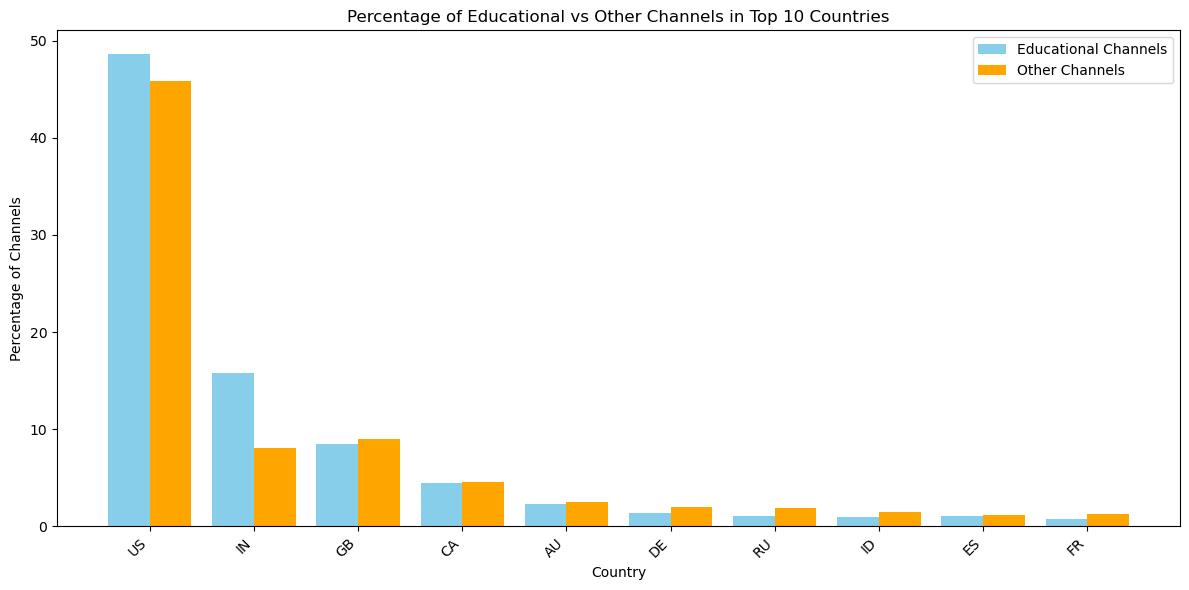 Percentage of Educational vs Other Channels in Top 10 Countries
Educational Channels
Other Channels
Percentage of Channels
50
40
30
20
10
0
US
IN
GB
CA
AU
DE
RU
ID
ES
FR
Country